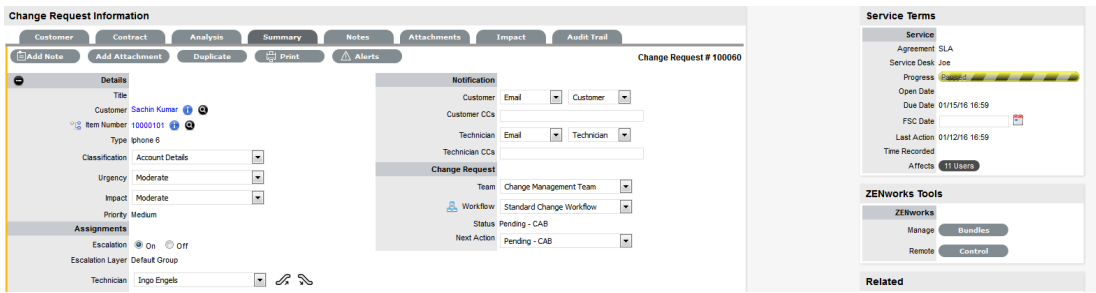 Change Request Information
Customer Contract Analysis Summary Notes Attachments Impact Audit Trail
Add Note Add Attachment Duplicate Print Alerts Change Request # 100060
Details
Title
Customer Sachin Kumar
Item Number 10000101
Type Iphone 6
Classification Account Details
Urgency Moderate
Impact Moderate
Priority Medium
Assignments
Escalation On Off
Escalation Layer Default Group
Technician Ingo Engels
Notification
Customer Email Customer
Customer CCs
Technician Email Technician
Technician CCs
Change Request
Team Change Management Team
Workflow Standard Change Workflow
Status Pending - CAB
Next Action Pending - CAB
Service Terms
Service
Agreement SLA
Service Desk Joe
Progress Paused
Open Date
Due Date 01/15/16 16:59
FSC Date
Last Action 01/12/16 16:59
Time Recorded
Affects 11 Users
ZENworks Tools
ZENworks
Manage Bundles
Remote Control
Related